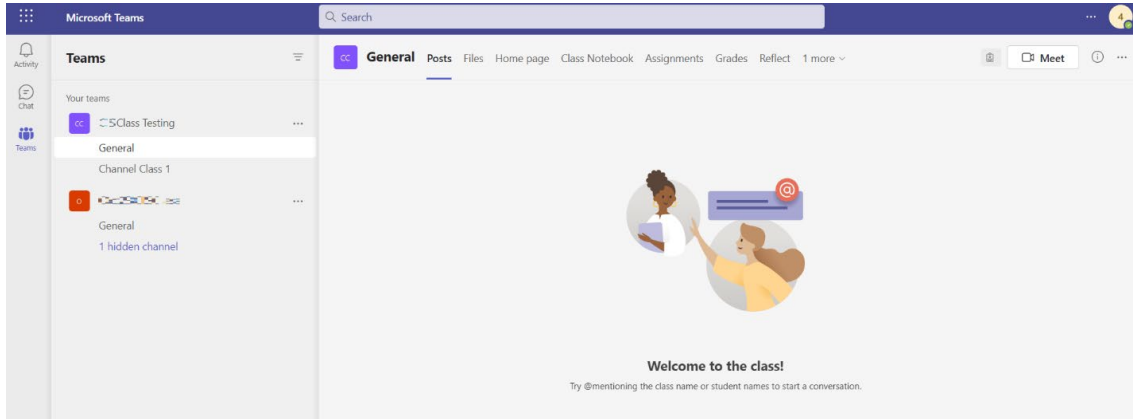 Microsoft Teams
Search
4
Activity
Chat
Teams
Teams
Your teams
CC
Class Testing
General
Channel Class 1
O
General
1 hidden channel
CC General Posts Files Home page Class Notebook Assignments Grades Reflect 1 more
Meet
@
Welcome to the class!
Try @mentioning the class name or student names to start a conversation.